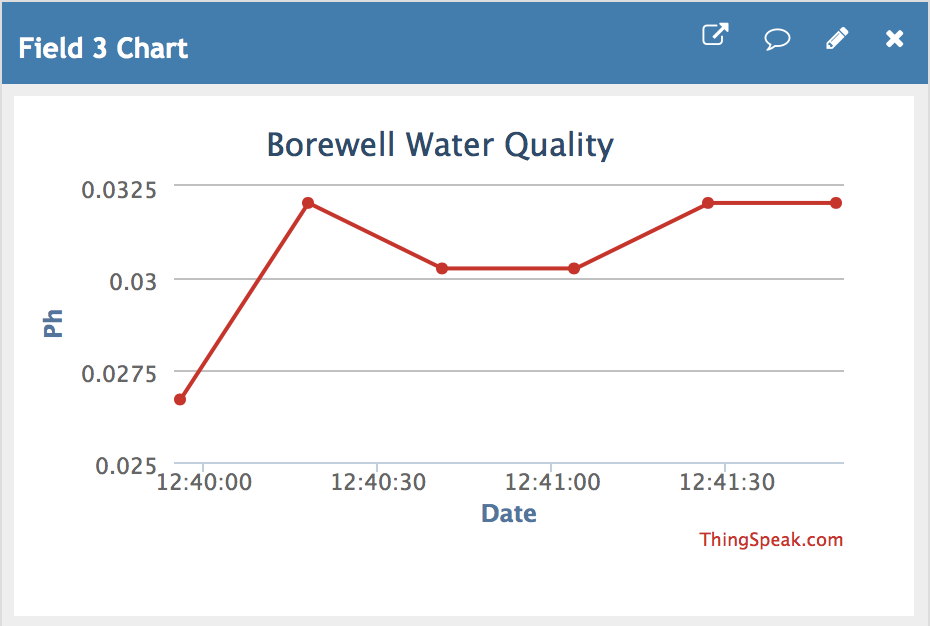 Field 3 Chart
Borewell Water Quality
0.0325
0.03
0.0275
0.025
Ph
12:40:00 12:40:30 12:41:00 12:41:30
Date
ThingSpeak.com